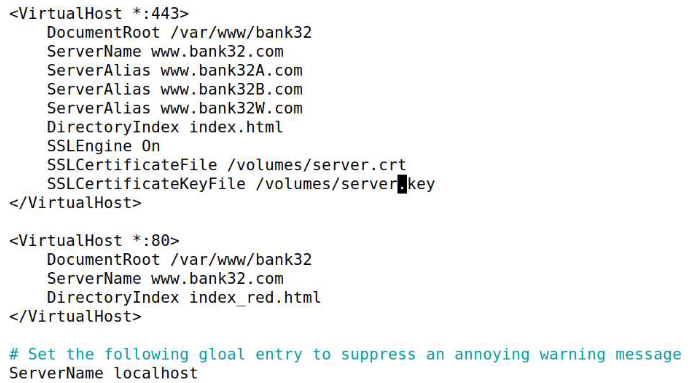 <VirtualHost *:443>
    DocumentRoot /var/www/bank32
    ServerName www.bank32.com
    ServerAlias www.bank32A.com
    ServerAlias www.bank32B.com
    ServerAlias www.bank32W.com
    DirectoryIndex index.html
    SSLEngine On
    SSLCertificateFile /volumes/server.crt
    SSLCertificateKeyFile /volumes/server.key
</VirtualHost>

<VirtualHost *:80>
    DocumentRoot /var/www/bank32
    ServerName www.bank32.com
    DirectoryIndex index_red.html
</VirtualHost>

# Set the following gloal entry to suppress an annoying warning message
ServerName localhost